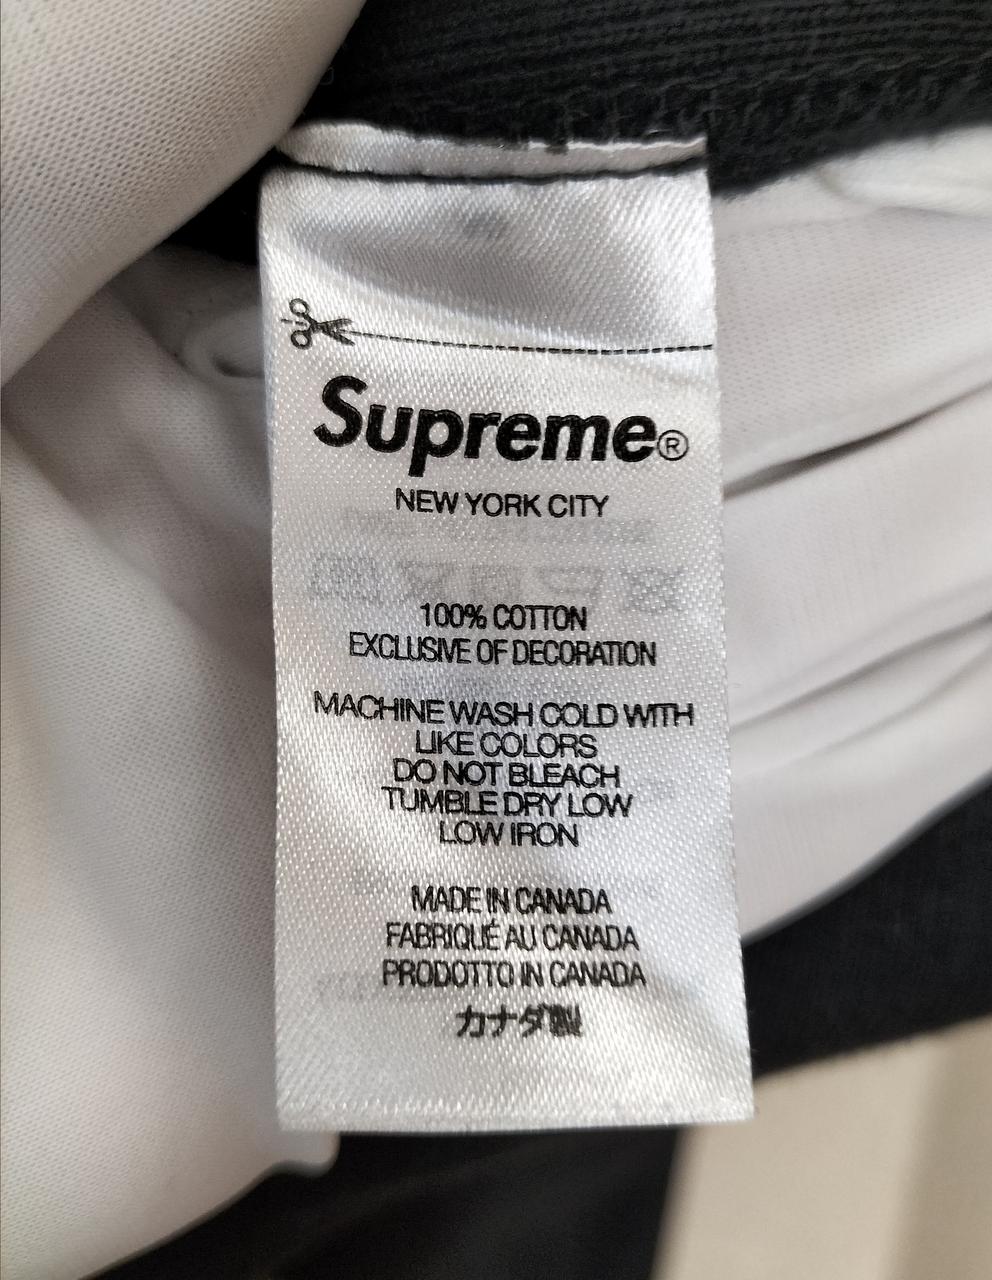 Supreme®
NEW YORK CITY
100% COTTON
EXCLUSIVE OF DECORATION
MACHINE WASH COLD WITH
LIKE COLORS
DO NOT BLEACH
TUMBLE DRY LOW
LOW IRON
MADE IN CANADA
FABRIQUÉ AU CANADA
PRODOTTO IN CANADA
カナダ製